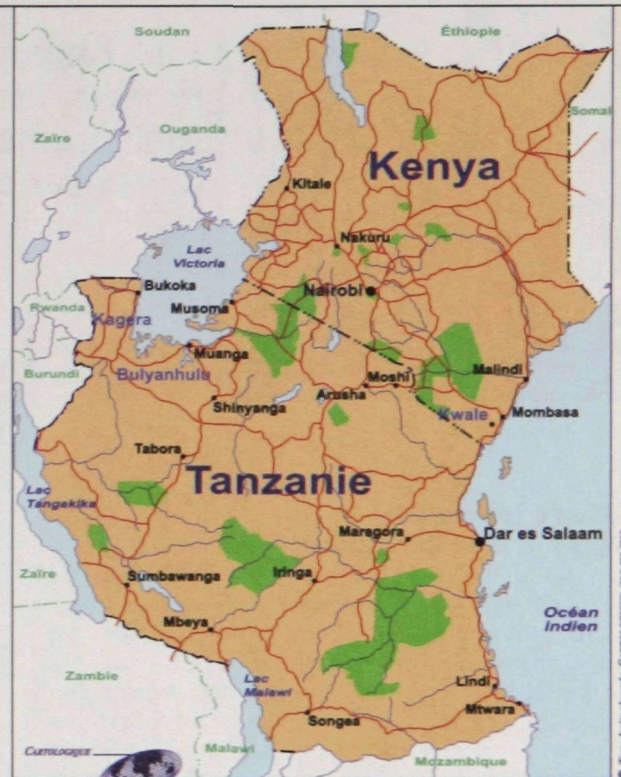 Soudan
Éthiopie
Somal
Zaïre
Ouganda
Kenya
Kitale
Nakuru
Lac
Victoria
Bukoka
Nairobi
Musoma
Rwanda
Kagera
Muanga
Burundi
Bulyanhulu
Moshi
Malindi
Arusha
Shinyanga
Kwale
Mombasa
Tabora
Tanzanie
Lac
Tangakika
Maregora
Dar es Salaam
Zaïre
Sumbawanga
Iringa
Mbeya
Océan
Indien
Zambie
Lac
Malawi
Lindi
Mtwara
Songea
Malawi
Mozambique
CARTOLOGIQUE